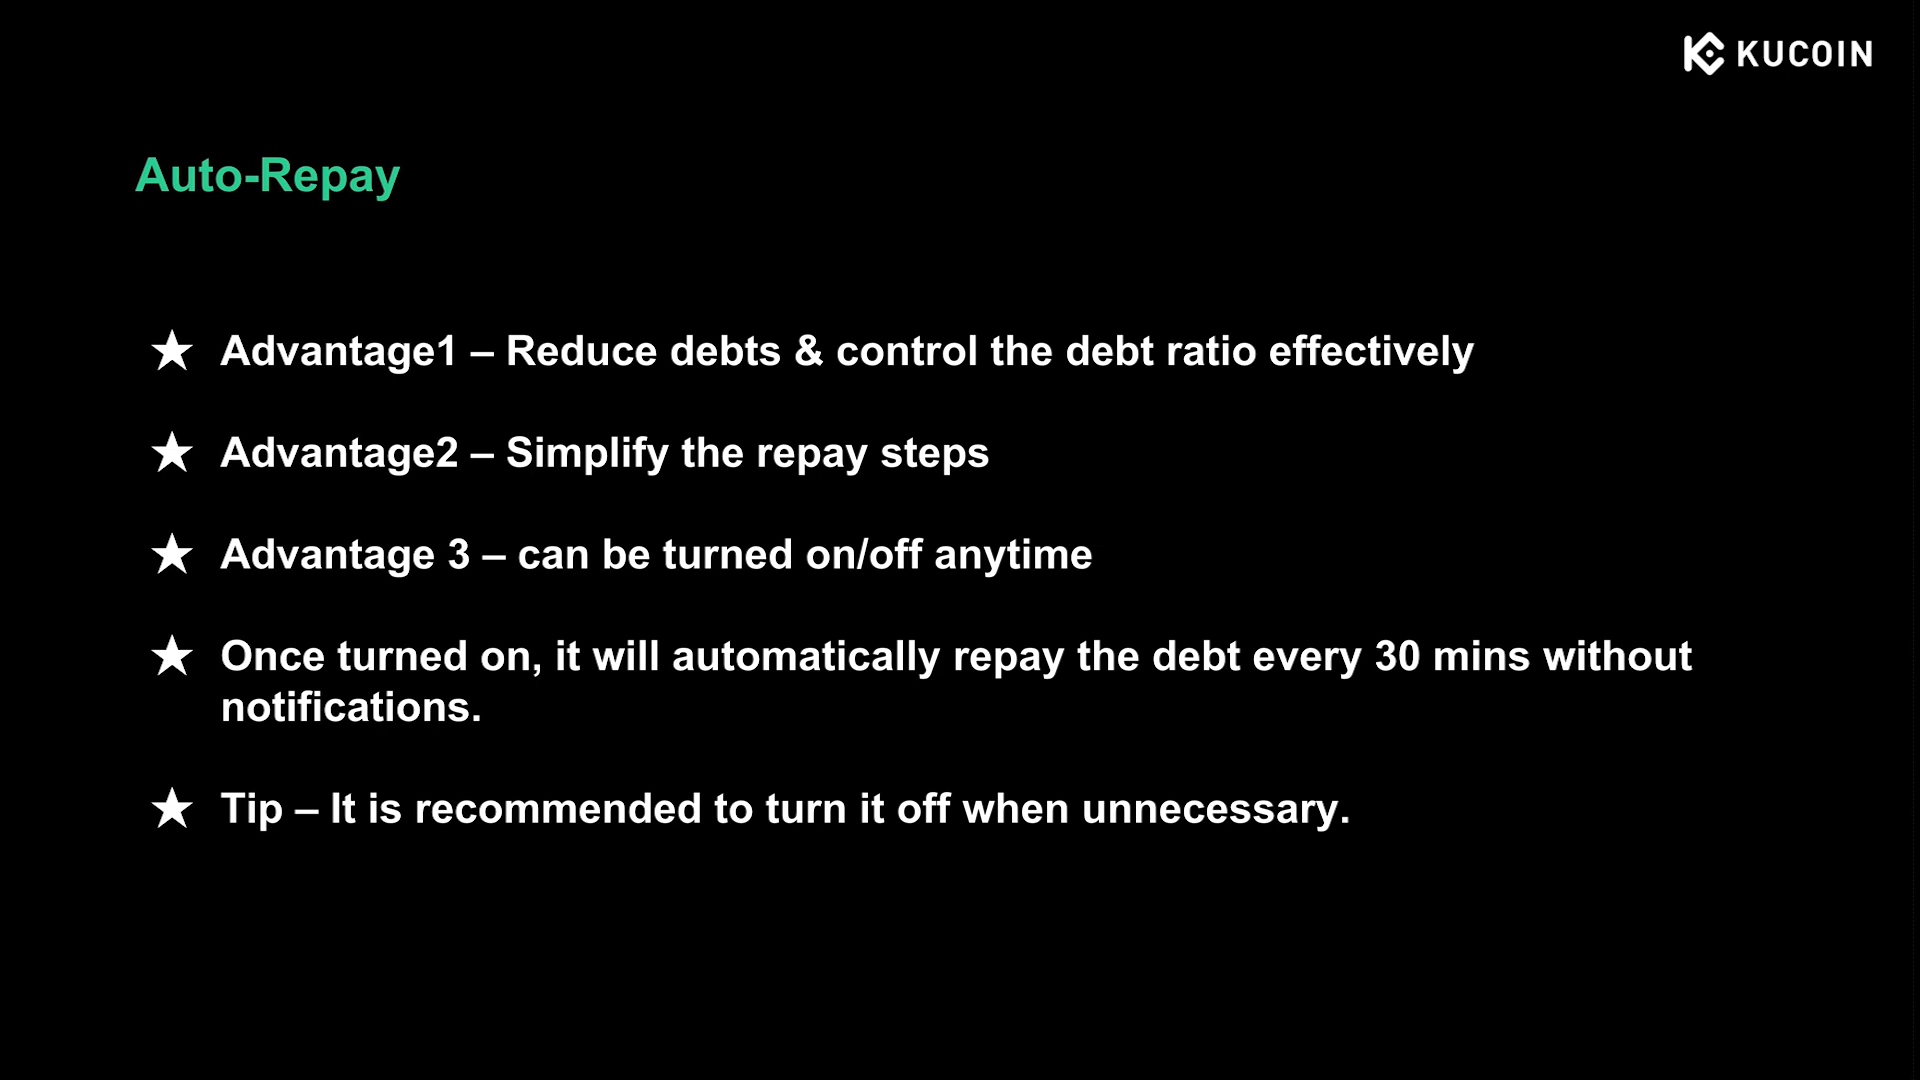 KUCOIN
Auto-Repay
★ Advantage1 – Reduce debts & control the debt ratio effectively
★ Advantage2 – Simplify the repay steps
★ Advantage 3 – can be turned on/off anytime
★ Once turned on, it will automatically repay the debt every 30 mins without
notifications.
★ Tip – It is recommended to turn it off when unnecessary.